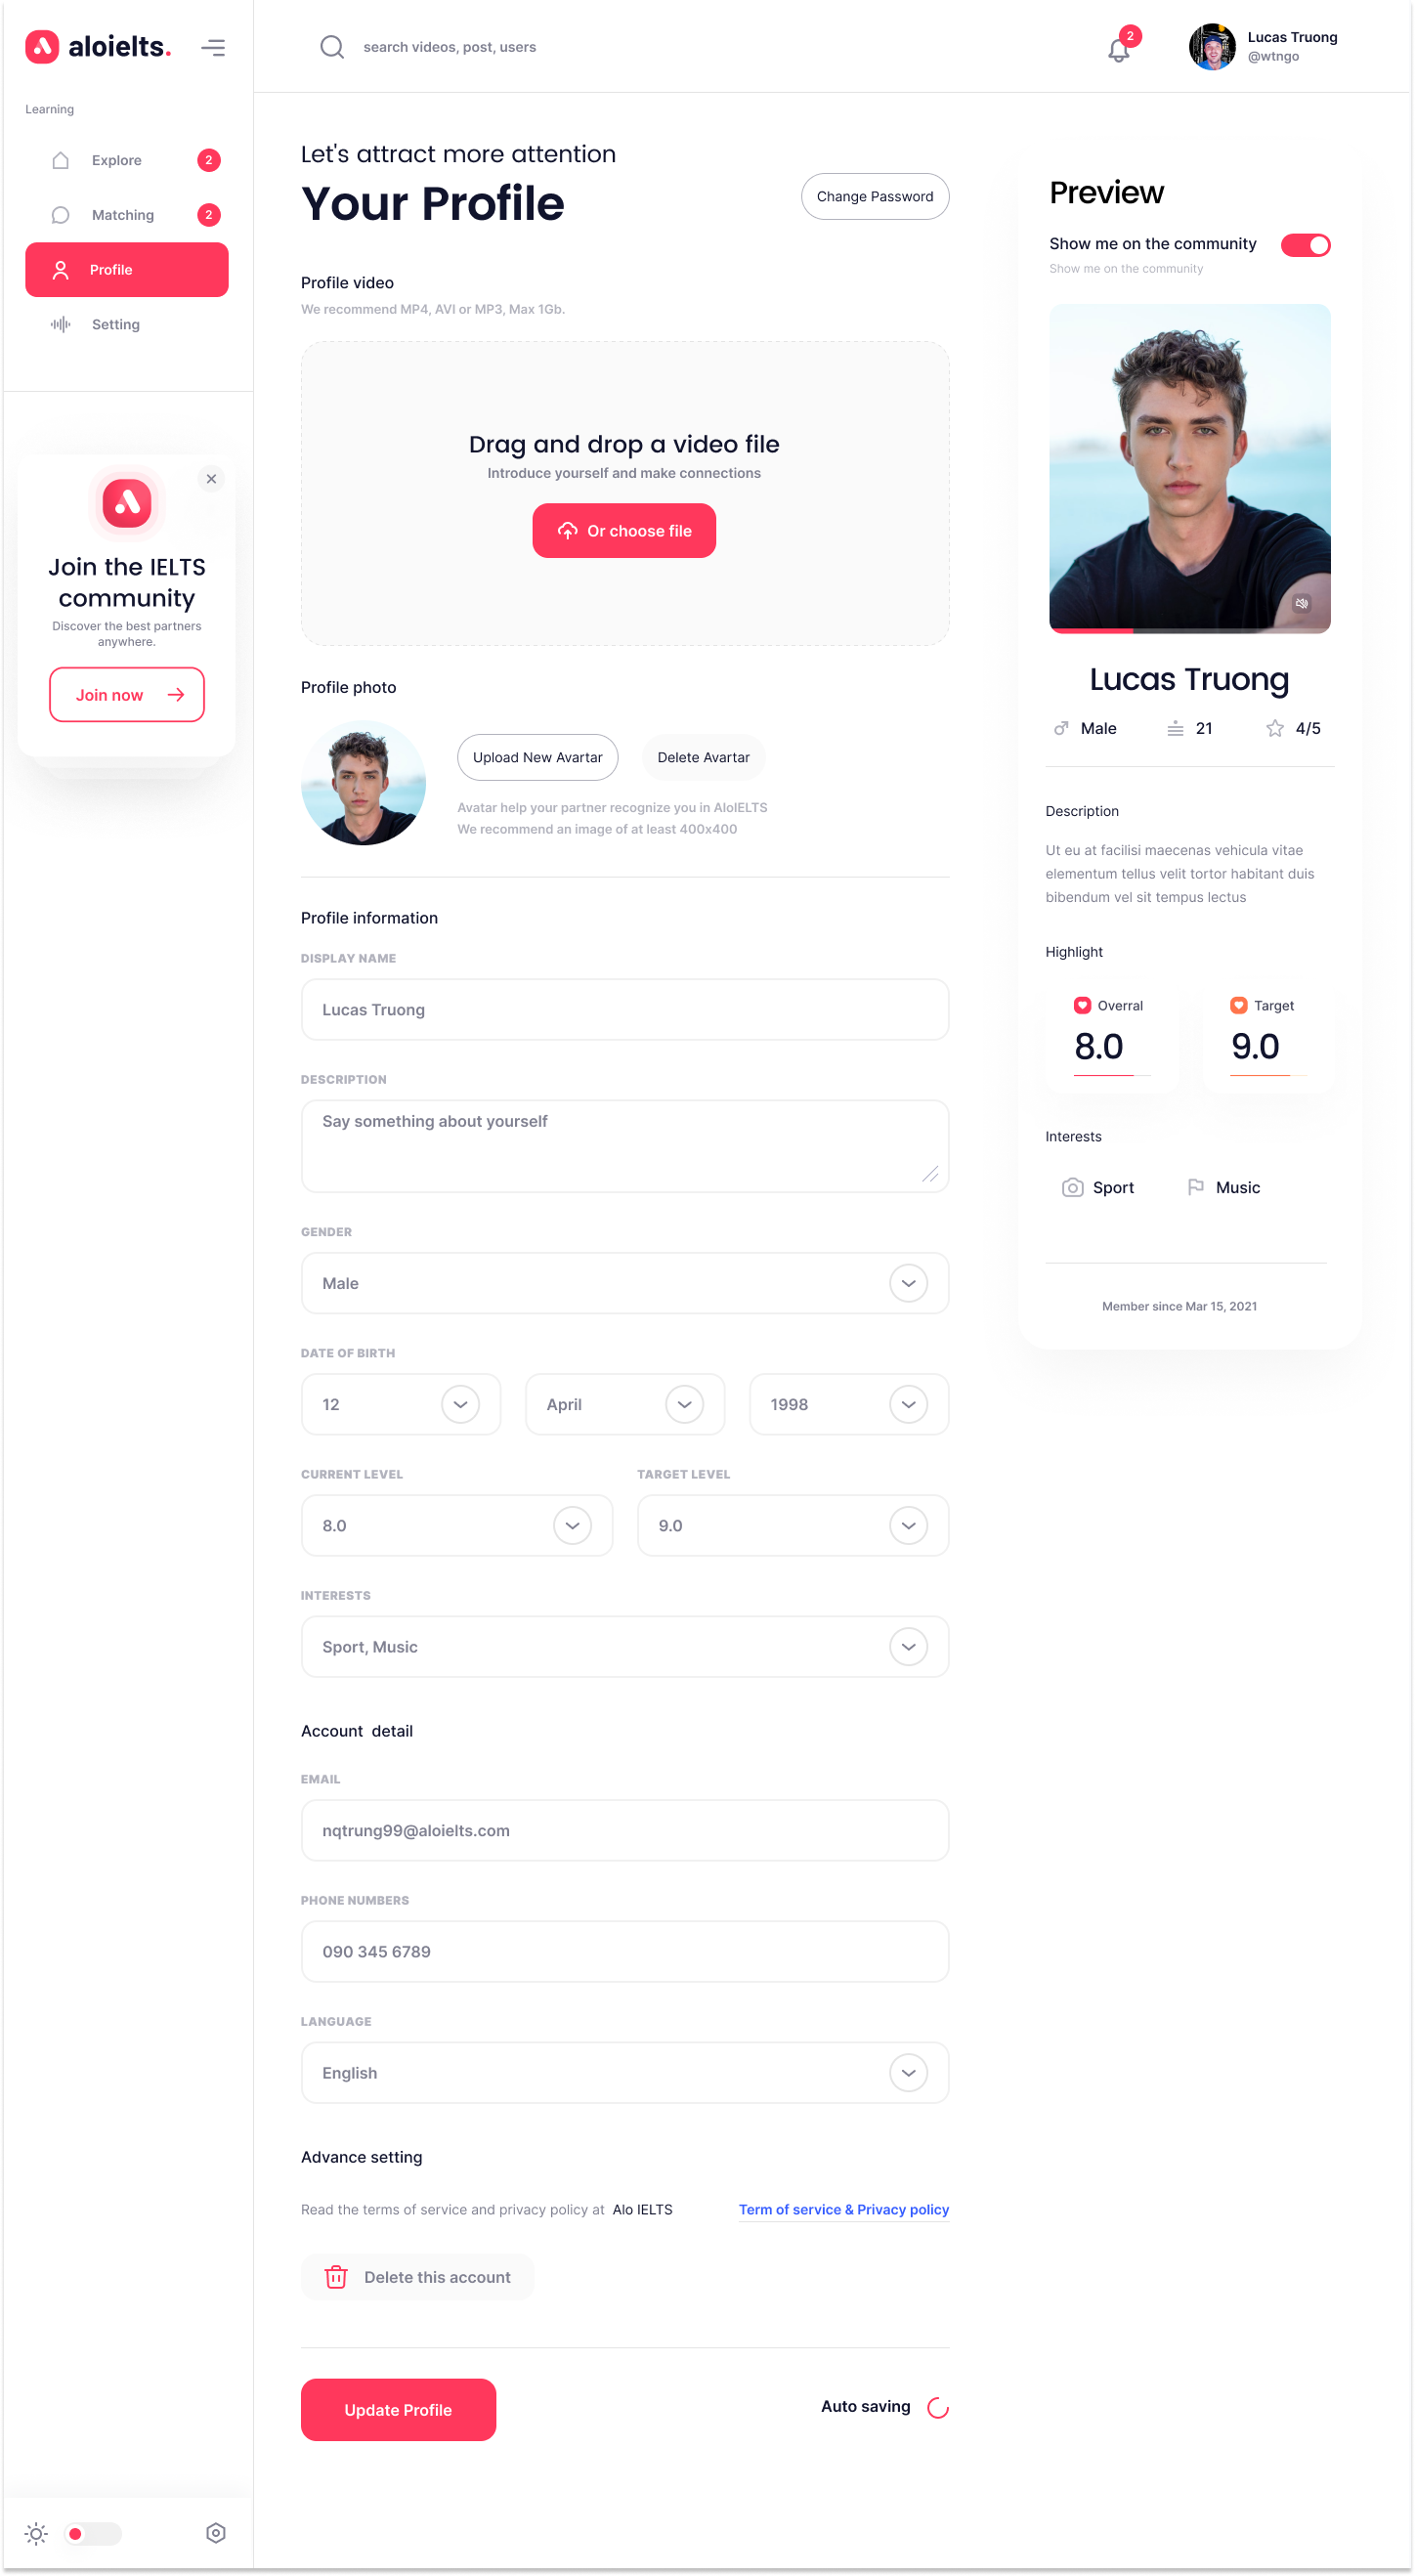 aloielts.
Learning
Explore
2
Matching
2
Profile
Setting
Join the IELTS
community
Discover the best partners
anywhere.
Join now
search videos, post, users
2
Lucas Truong
@wtngo
Let's attract more attention
Your Profile
Change Password
Profile video
We recommend MP4, AVI or MP3, Max 1Gb.
Drag and drop a video file
Introduce yourself and make connections
Or choose file
Profile photo
Upload New Avartar
Delete Avartar
Avatar help your partner recognize you in AloIELTS
We recommend an image of at least 400x400
Profile information
DISPLAY NAME
Lucas Truong
DESCRIPTION
Say something about yourself
GENDER
Male
DATE OF BIRTH
12
April
1998
CURRENT LEVEL
TARGET LEVEL
8.0
9.0
INTERESTS
Sport, Music
Account  detail
EMAIL
nqtrung99@aloielts.com
PHONE NUMBERS
090 345 6789
LANGUAGE
English
Advance setting
Read the terms of service and privacy policy at  Alo IELTS
Term of service & Privacy policy
Delete this account
Update Profile
Auto saving
Preview
Show me on the community
Show me on the community
Lucas Truong
Male
21
4/5
Description
Ut eu at facilisi maecenas vehicula vitae
elementum tellus velit tortor habitant duis
bibendum vel sit tempus lectus
Highlight
Overral
8.0
Target
9.0
Interests
Sport
Music
Member since Mar 15, 2021